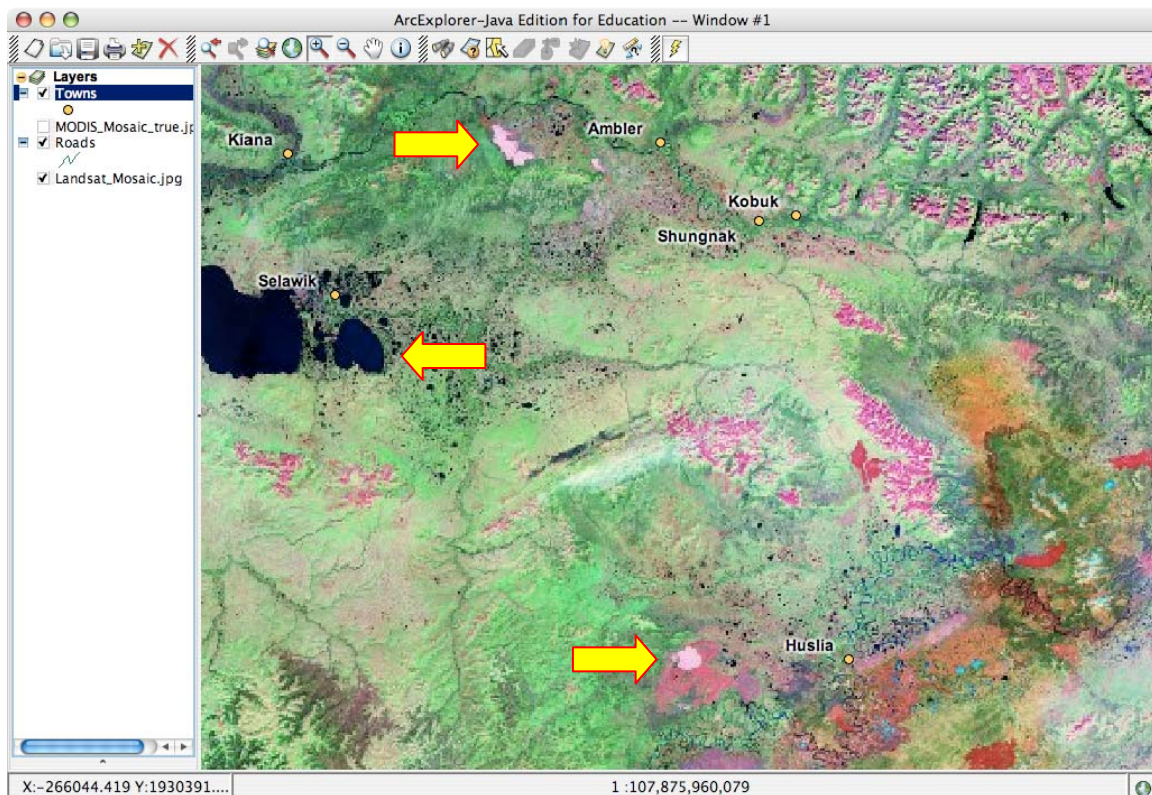 ArcExplorer-Java Edition for Education -- Window #1
Layers
Towns
MODIS_Mosaic_true.jp
Roads
Landsat_Mosaic.jpg
Kiana
Ambler
Kobuk
Shungnak
Selawik
Huslia
X:-266044.419 Y:1930391....
1 :107,875,960,079